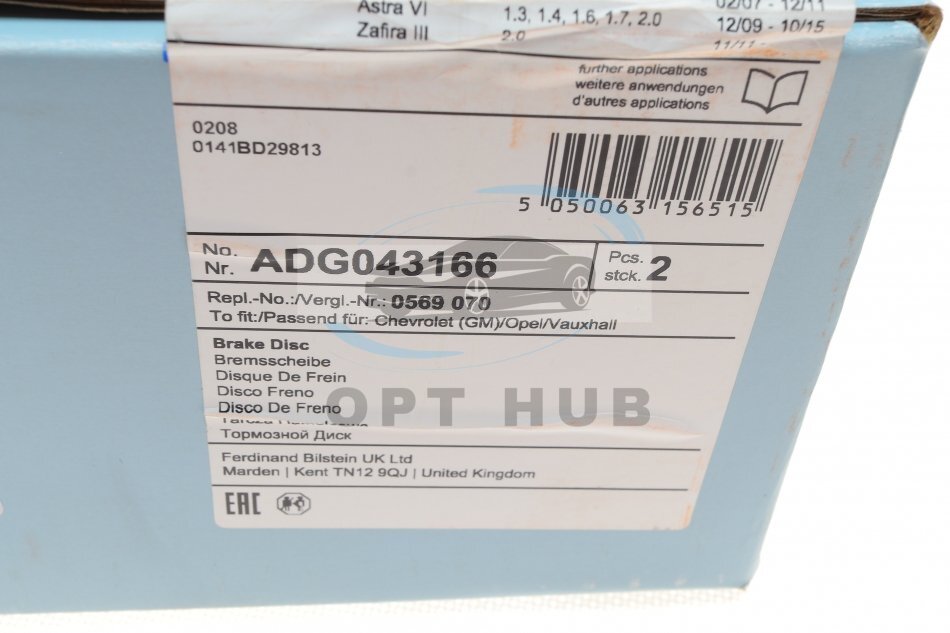 Astra VI 1.3, 1.4, 1.6, 1.7, 2.0 02/07 - 12/11
Zafira III 2.0 12/09 - 10/15
11/11 -
further applications
weitere anwendungen
d'autres applications
0208
0141BD29813
5 050063 156515
No.
Nr. ADG043166
Pcs.
stck. 2
Repl.-No.:/Vergl.-Nr.: 0569 070
To fit:/Passend für: Chevrolet (GM)/Opel/Vauxhall
Brake Disc
Bremsscheibe
Disque De Frein
Disco Freno
Disco De Freno
Тормозной Диск
OPT HUB
Ferdinand Bilstein UK Ltd
Marden | Kent TN12 9QJ | United Kingdom
EAC